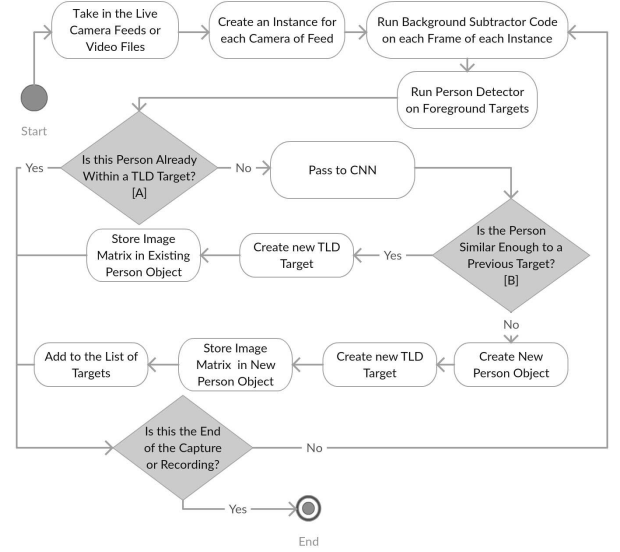 Take in the Live
Camera Feeds or
Video Files
Create an Instance for
each Camera of Feed
Run Background Subtractor Code
on each Frame of each Instance
Start
Run Person Detector
on Foreground Targets
Is this Person Already
Within a TLD Target?
[A]
Yes
No
Pass to CNN
Is the Person
Similar Enough to a
Previous Target?
[B]
Yes
Create new TLD
Target
Store Image
Matrix in Existing
Person Object
No
Create New
Person Object
Create new TLD
Target
Store Image
Matrix in New
Person Object
Add to the List of
Targets
Is this the End
of the Capture
or Recording?
No
Yes
End